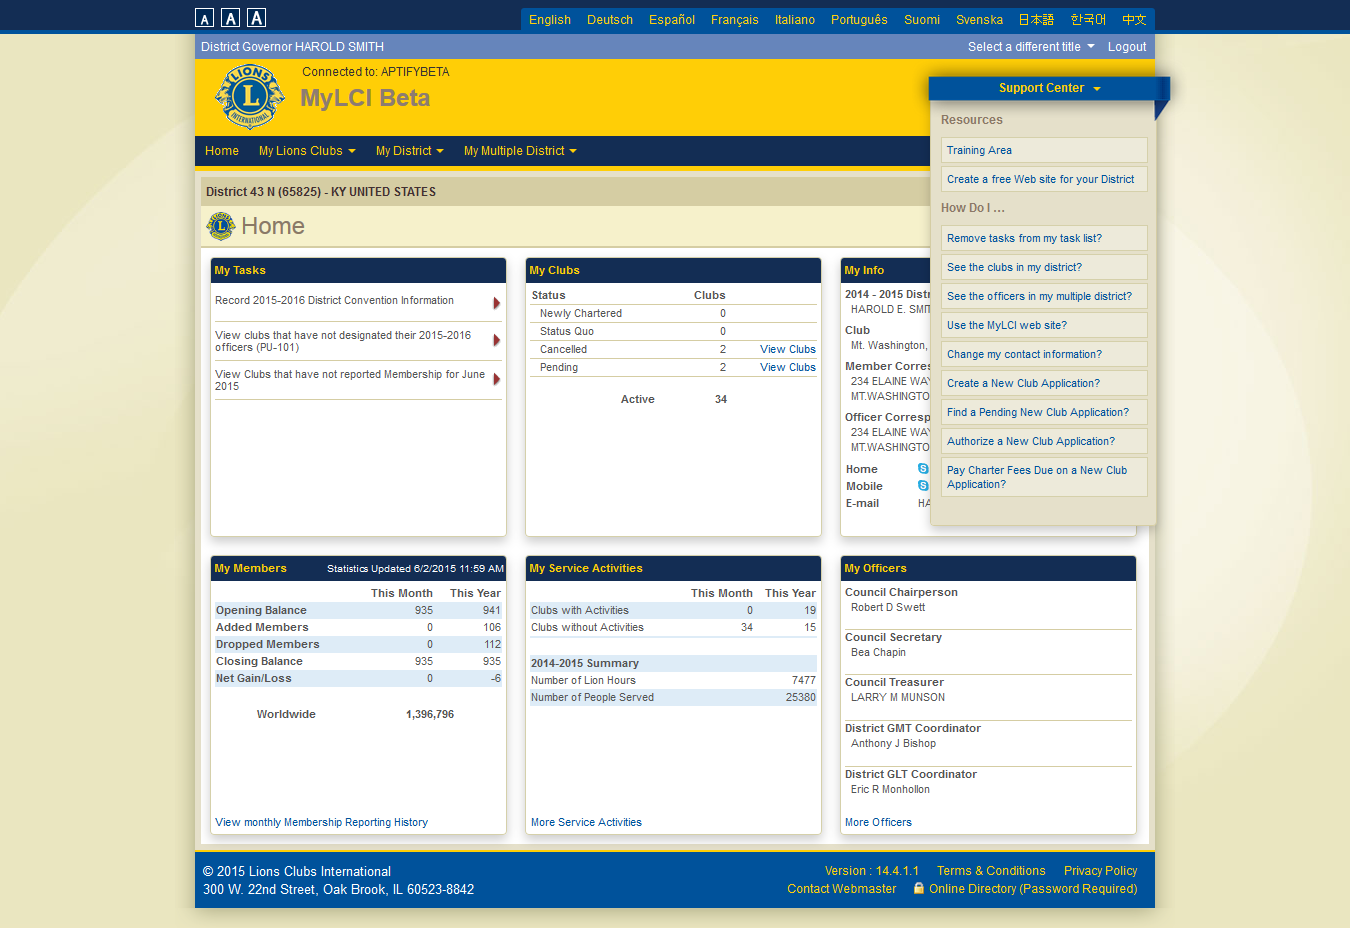 A A A
English Deutsch Español Français Italiano Português Suomi Svenska 日本語 한국어 中文
District Governor HAROLD SMITH
Select a different title Logout
LIONS
L
INTERNATIONAL
Connected to: APTIFYBETA
MyLCI Beta
Support Center
Home My Lions Clubs My District My Multiple District
Resources
Training Area
Create a free Web site for your District
How Do I ...
Remove tasks from my task list?
See the clubs in my district?
See the officers in my multiple district?
Use the MyLCI web site?
Change my contact information?
Create a New Club Application?
Find a Pending New Club Application?
Authorize a New Club Application?
Pay Charter Fees Due on a New Club
Application?
District 43 N (65825) - KY UNITED STATES
Home
My Tasks
Record 2015-2016 District Convention Information
View clubs that have not designated their 2015-2016
officers (PU-101)
View Clubs that have not reported Membership for June
2015
My Clubs
Status Clubs
Newly Chartered 0
Status Quo 0
Cancelled 2 View Clubs
Pending 2 View Clubs
Active 34
My Info
2014 - 2015 Distr
HAROLD E. SMI
Club
Mt. Washington,
Member Corres
234 ELAINE WAY
MT.WASHINGTO
Officer Corresp
234 ELAINE WAY
MT.WASHINGTO
Home
Mobile
E-mail HA
My Members Statistics Updated 6/2/2015 11:59 AM
This Month This Year
Opening Balance 935 941
Added Members 0 106
Dropped Members 0 112
Closing Balance 935 935
Net Gain/Loss 0 -6
Worldwide 1,396,796
View monthly Membership Reporting History
My Service Activities
This Month This Year
Clubs with Activities 0 19
Clubs without Activities 34 15
2014-2015 Summary
Number of Lion Hours 7477
Number of People Served 25380
More Service Activities
My Officers
Council Chairperson
Robert D Swett
Council Secretary
Bea Chapin
Council Treasurer
LARRY M MUNSON
District GMT Coordinator
Anthony J Bishop
District GLT Coordinator
Eric R Monhollon
More Officers
© 2015 Lions Clubs International
300 W. 22nd Street, Oak Brook, IL 60523-8842
Version : 14.4.1.1 Terms & Conditions Privacy Policy
Contact Webmaster Online Directory (Password Required)